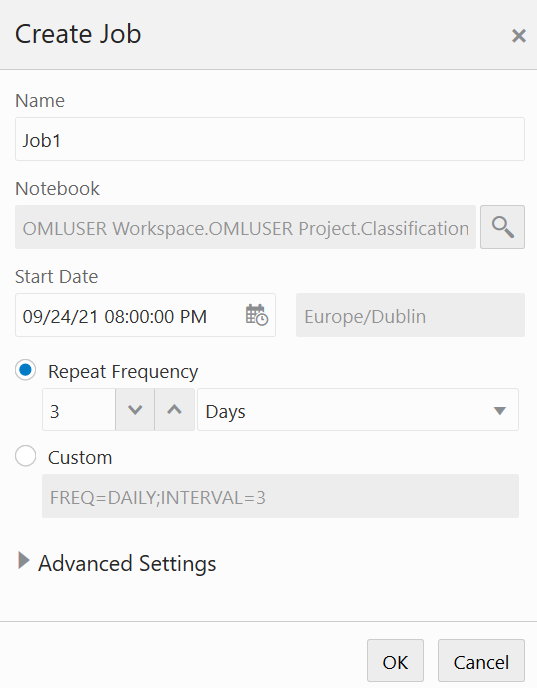 Create Job
Name
Job1
Notebook
OMLUSER Workspace.OMLUSER Project.Classification
Start Date
09/24/21 08:00:00 PM Europe/Dublin
Repeat Frequency
3 Days
Custom
FREQ=DAILY;INTERVAL=3
Advanced Settings
OK Cancel